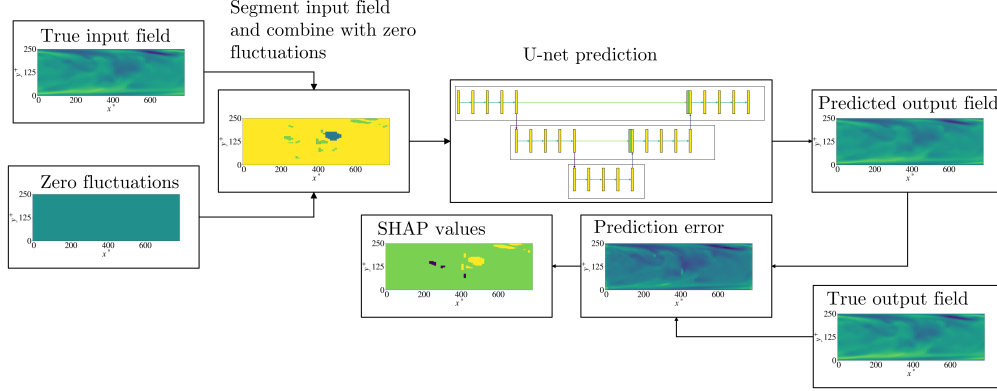 Segment input field
and combine with zero
fluctuations
True input field
250
125
0
y+
0 200 400 600
x*
U-net prediction
250
125
0
y+
0 200 400 600
x*
Predicted output field
250
125
0
y+
0 200 400 600
x*
Zero fluctuations
250
125
0
y+
0 200 400 600
x*
SHAP values
250
125
0
y+
0 200 400 600
x*
Prediction error
250
125
0
y+
0 200 400 600
x*
True output field
250
125
0
y+
0 200 400 600
x*